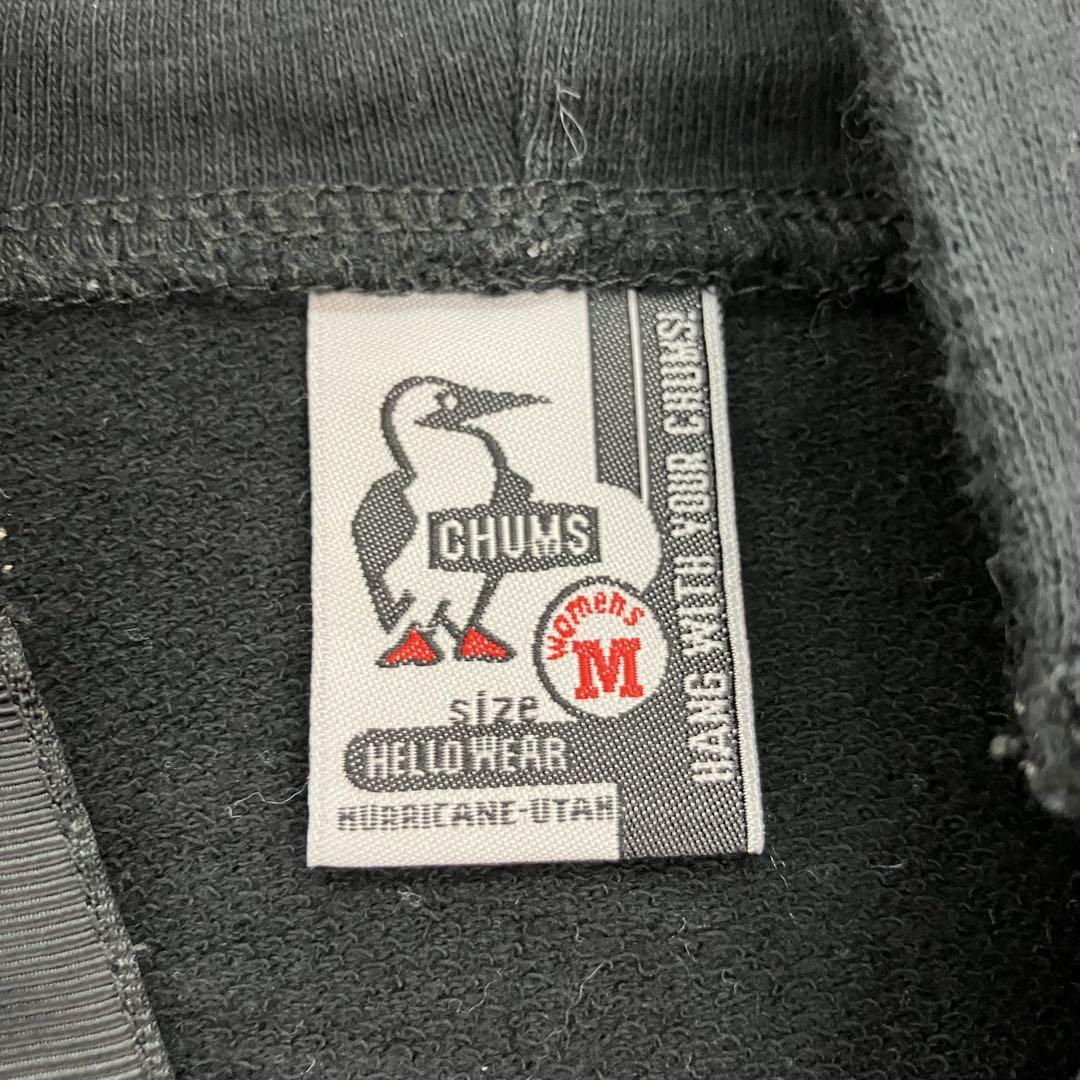 CHUMS
womens
M
size
HELLO WEAR
HURRICANE-UTAH
HANG WITH YOUR CHUMS!